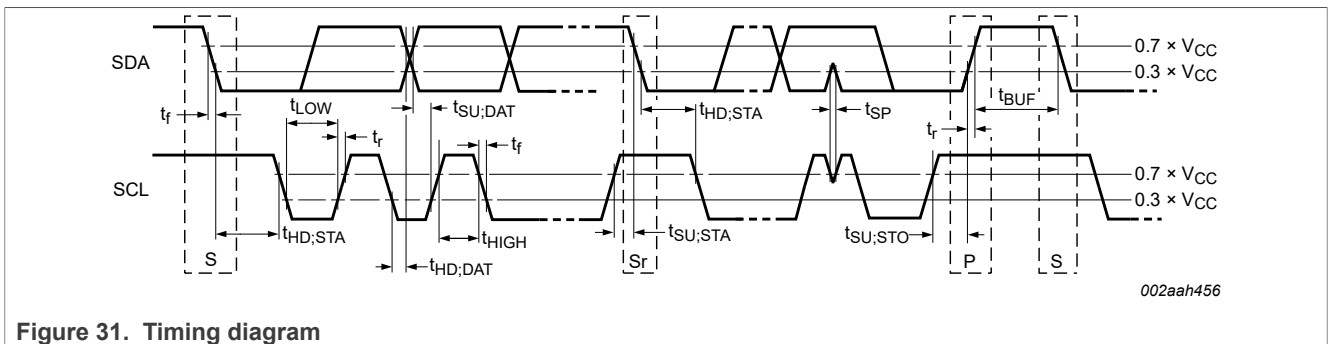 SDA
0.7 × VCC
0.3 × VCC
tf
tLOW
tSU;DAT
tr
tf
tHD;STA
tSP
tr
tBUF
SCL
0.7 × VCC
0.3 × VCC
tHD;STA
tHD;DAT
tHIGH
tSU;STA
tSU;STO
S
Sr
P
S
002aah456
Figure 31. Timing diagram